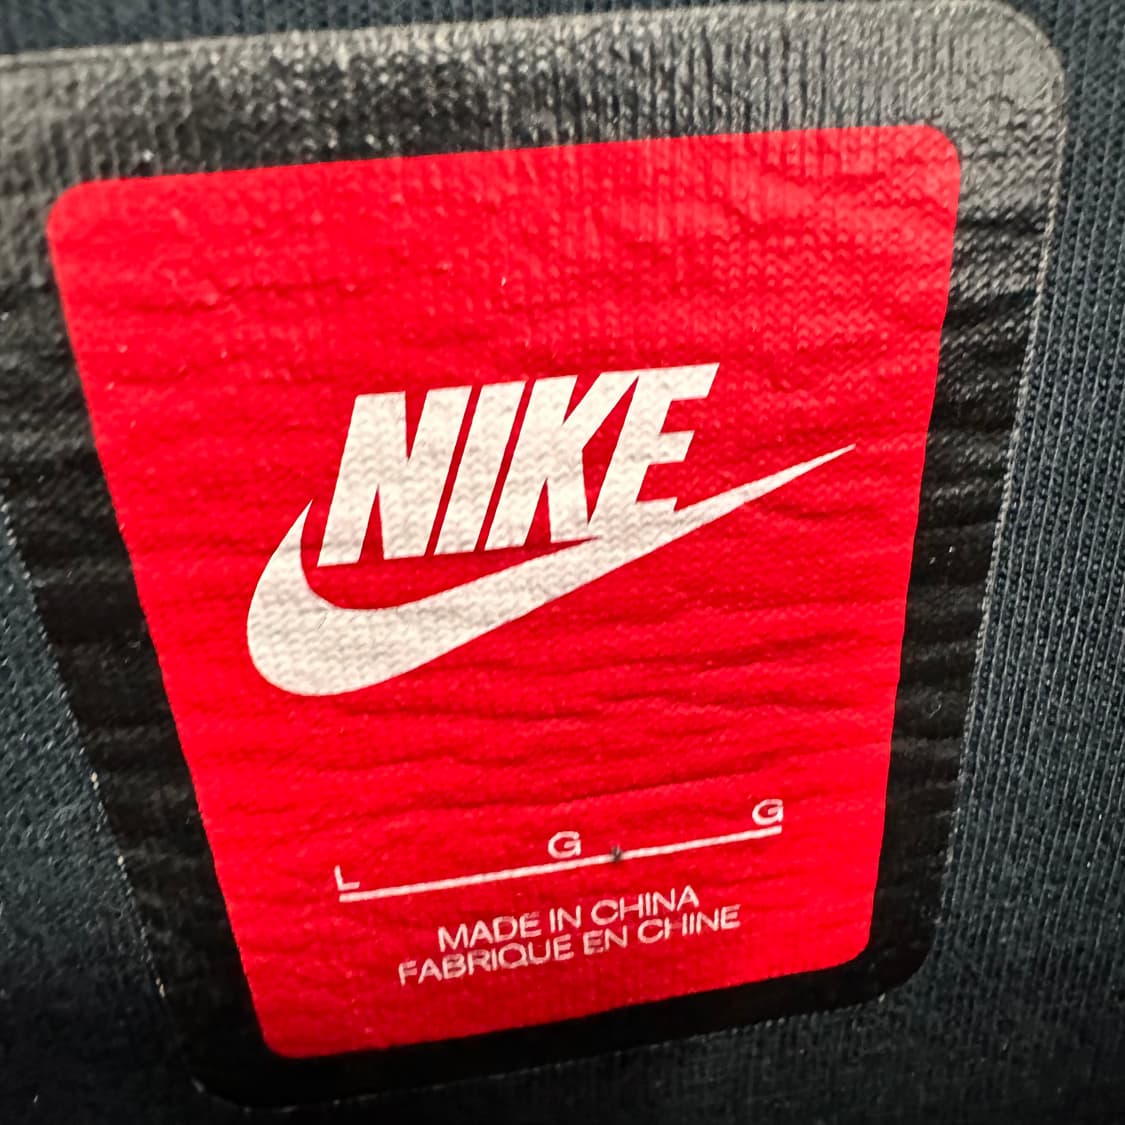 NIKE
L G G
MADE IN CHINA
FABRIQUE EN CHINE